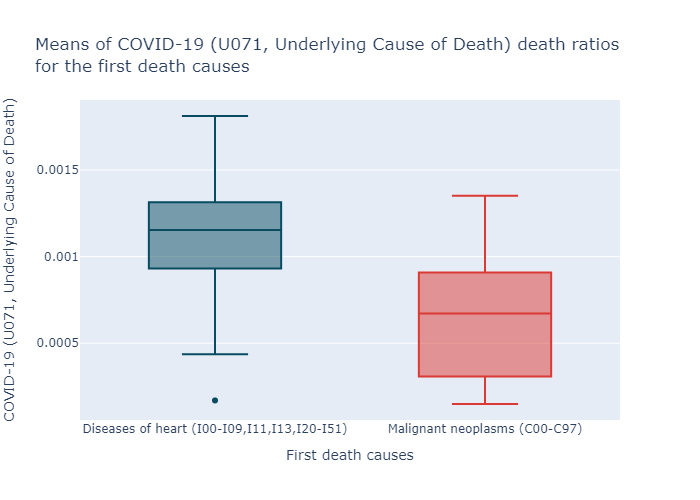 Means of COVID-19 (U071, Underlying Cause of Death) death ratios
for the first death causes
COVID-19 (U071, Underlying Cause of Death)
0.0015
0.001
0.0005
Diseases of heart (I00-I09,I11,I13,I20-I51)
Malignant neoplasms (C00-C97)
First death causes